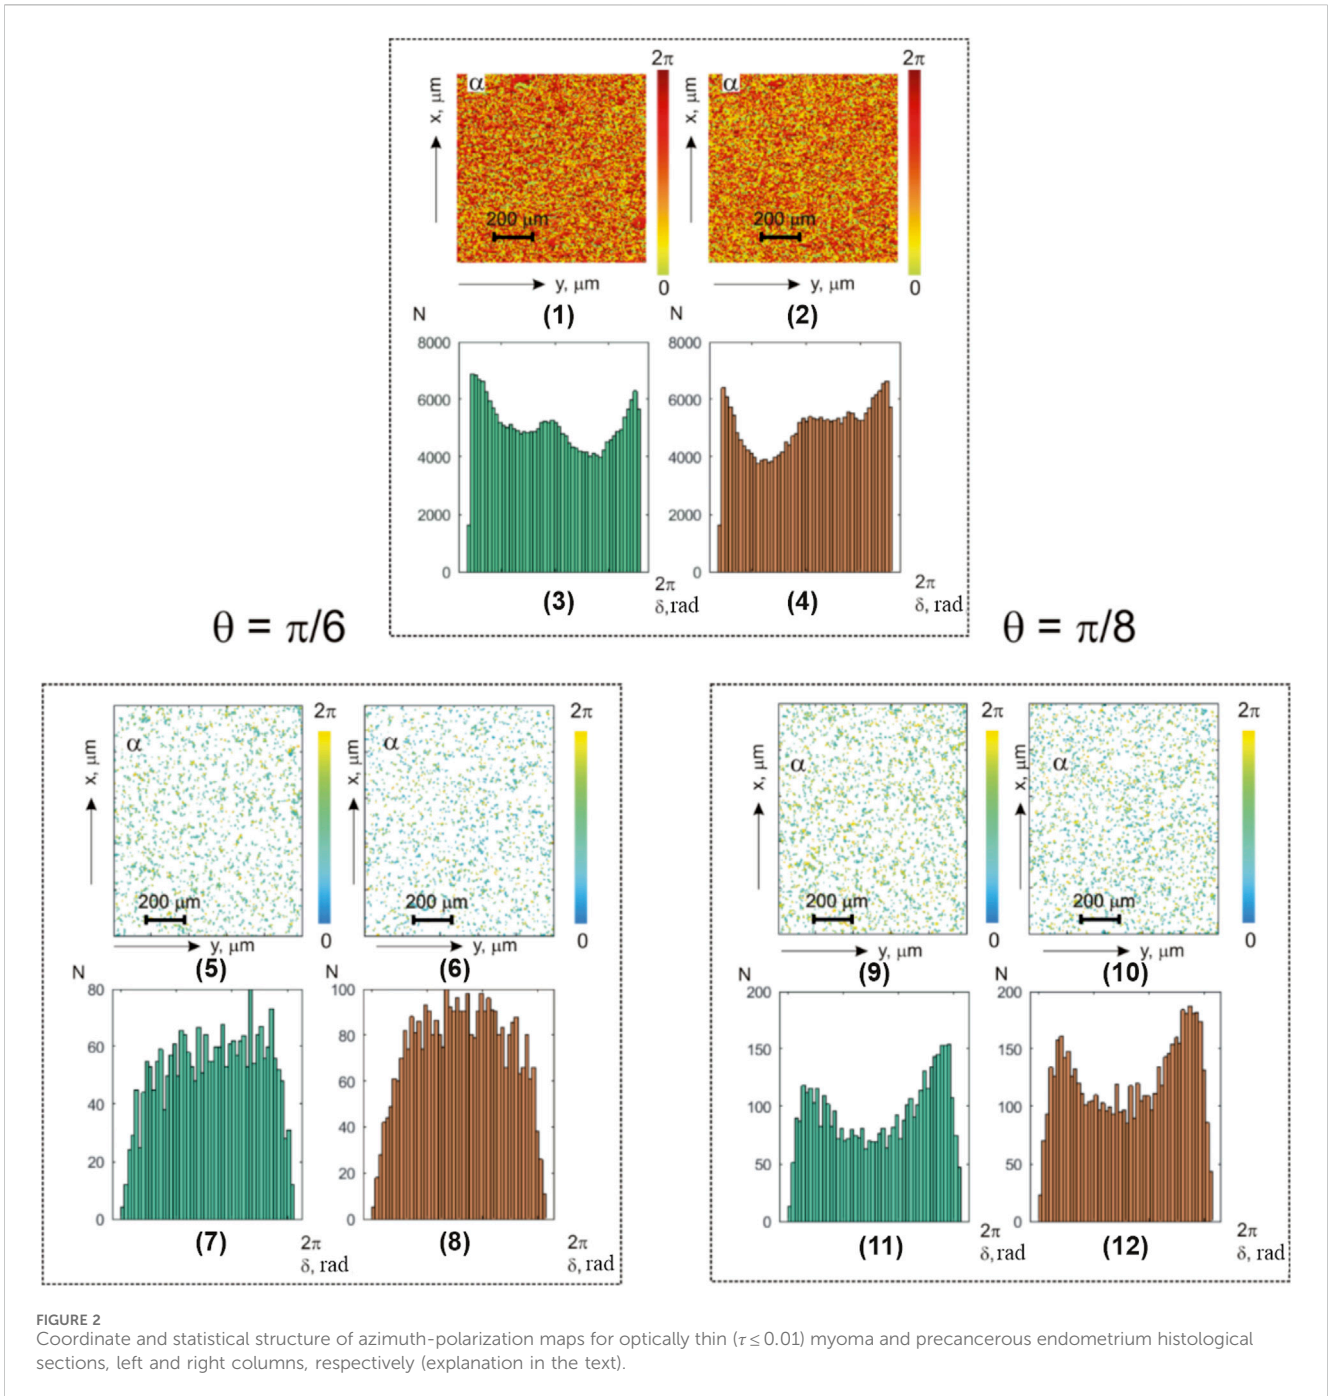 2π
2π
α
α
x, μm
x, μm
200 μm
200 μm
0
0
y, μm
y, μm
(1)
(2)
N
N
8000
6000
4000
2000
0
8000
6000
4000
2000
0
2π
δ,rad
2π
δ, rad
(3)
(4)
θ = π/6
θ = π/8
2π
2π
α
α
x, μm
x, μm
200 μm
200 μm
0
0
y, μm
y, μm
(5)
(6)
N
80
60
40
20
0
100
80
60
40
20
0
(7)
(8)
2π
δ, rad
2π
δ, rad
2π
2π
α
α
x, μm
x, μm
200 μm
200 μm
0
0
y, μm
y, μm
(9)
(10)
N
N
200
150
100
50
0
200
150
100
50
0
(11)
(12)
2π
δ, rad
2π
δ, rad
FIGURE 2
Coordinate and statistical structure of azimuth-polarization maps for optically thin (τ ≤ 0.01) myoma and precancerous endometrium histological
sections, left and right columns, respectively (explanation in the text).